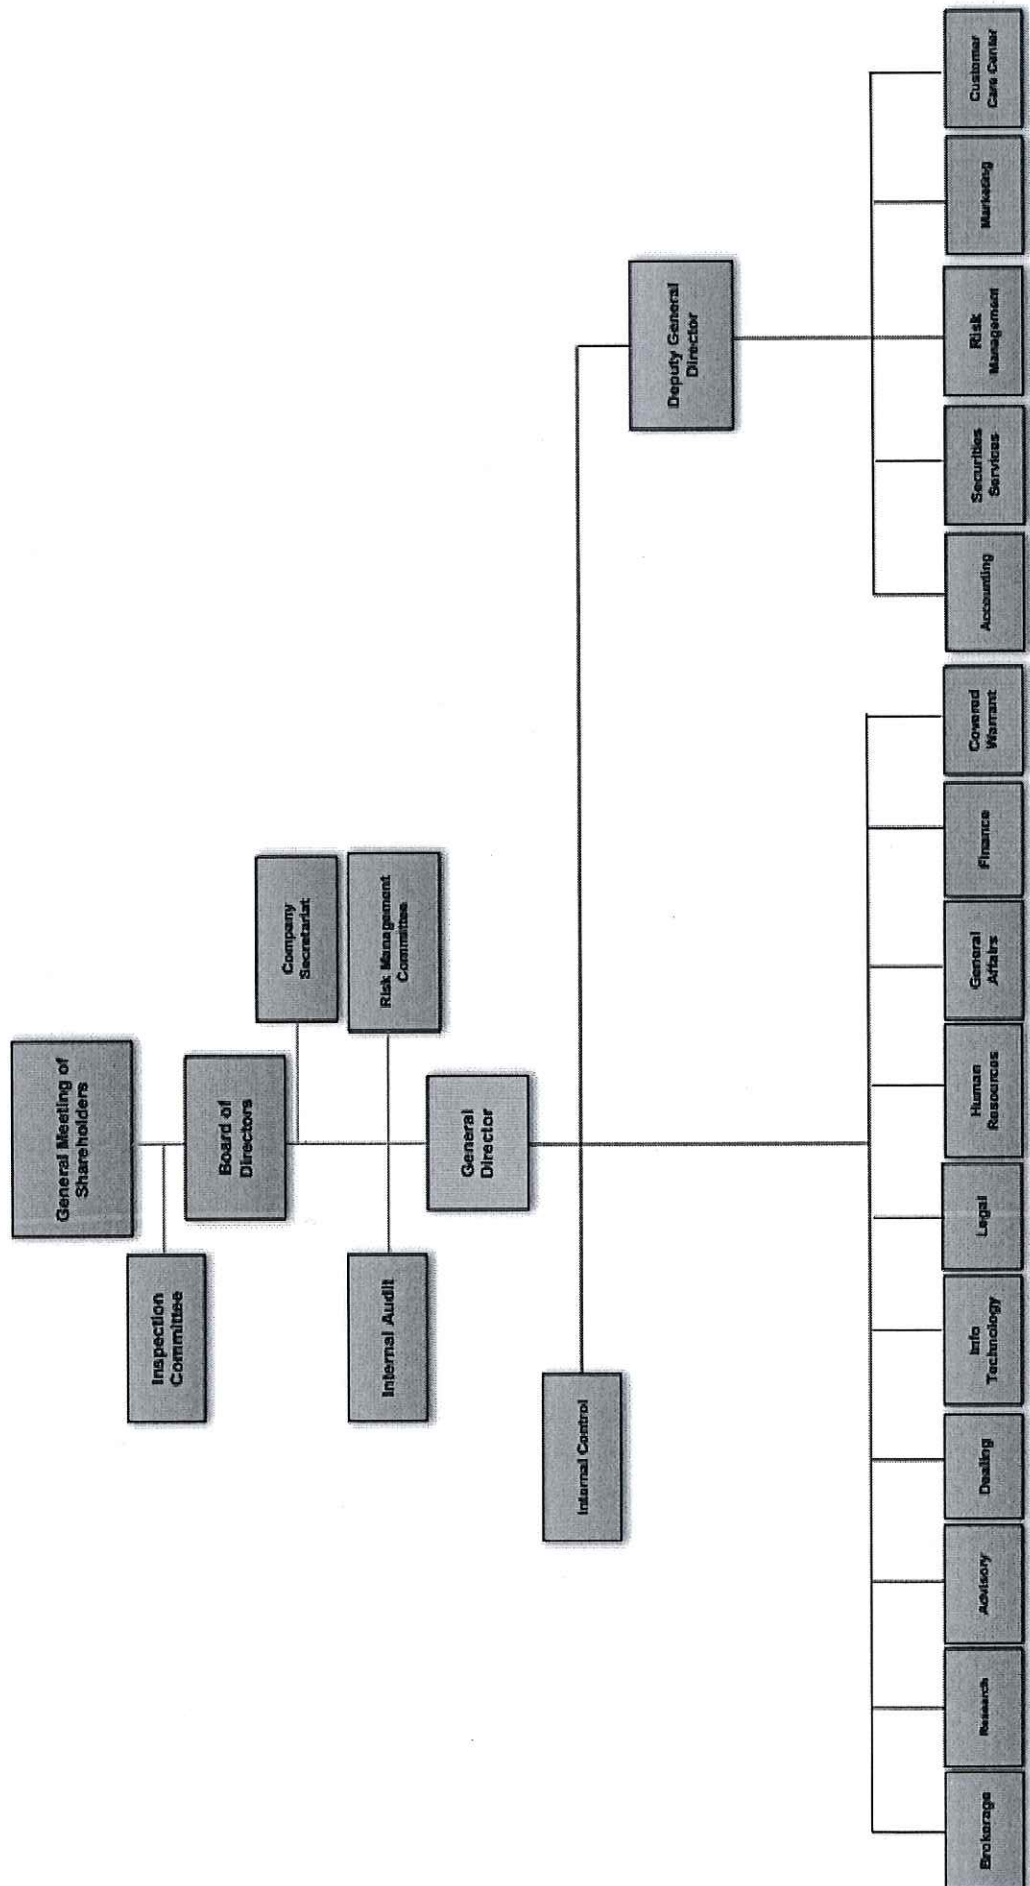 General Meeting of
Shareholders
Inspection
Committee
Board of
Directors
Company
Secretariat
Internal Audit
Risk Management
Committee
General
Director
Internal Control
Deputy General
Director
Brokerage
Research
Advisory
Dealing
Info
Technology
Legal
Human
Resources
General
Affairs
Finance
Covered
Warrant
Accounting
Securities
Services
Risk
Management
Marketing
Customer
Care Center